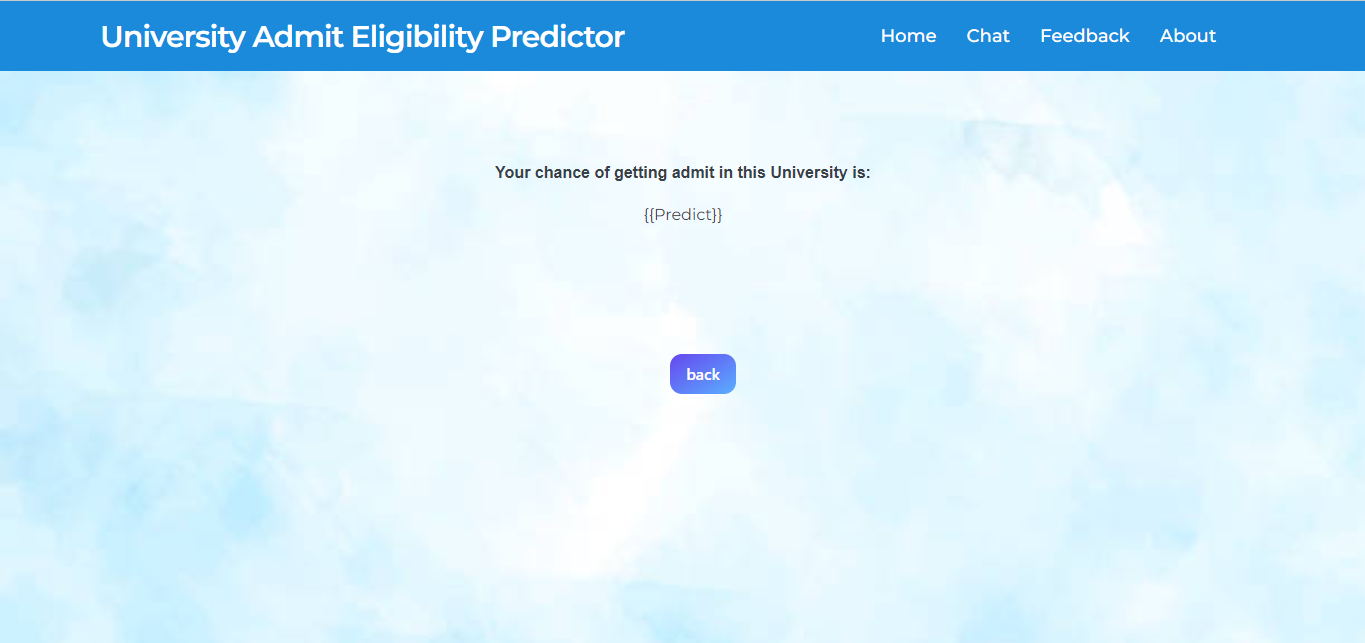 University Admit Eligibility Predictor
Home Chat Feedback About
Your chance of getting admit in this University is:
{{Predict}}
back